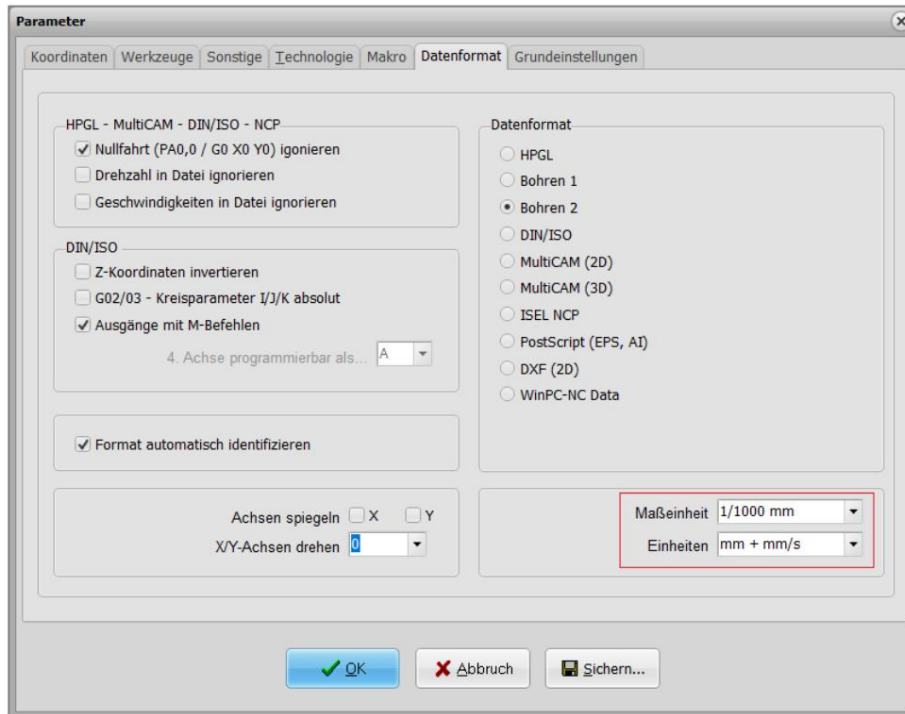 Parameter
Koordinaten Werkzeuge Sonstige Technologie Makro Datenformat Grundeinstellungen
HPGL - MultiCAM - DIN/ISO - NCP
Nullfahrt (PA0,0 / G0 X0 Y0) igonieren
Drehzahl in Datei ignorieren
Geschwindigkeiten in Datei ignorieren
DIN/ISO
Z-Koordinaten invertieren
G02/03 - Kreisparameter I/J/K absolut
Ausgänge mit M-Befehlen
4. Achse programmierbar als... A
Format automatisch identifizieren
Achsen spiegeln X Y
X/Y-Achsen drehen 0
Datenformat
HPGL
Bohren 1
Bohren 2
DIN/ISO
MultiCAM (2D)
MultiCAM (3D)
ISEL NCP
PostScript (EPS, AI)
DXF (2D)
WinPC-NC Data
Maßeinheit 1/1000 mm
Einheiten mm + mm/s
OK Abbruch Sichern...